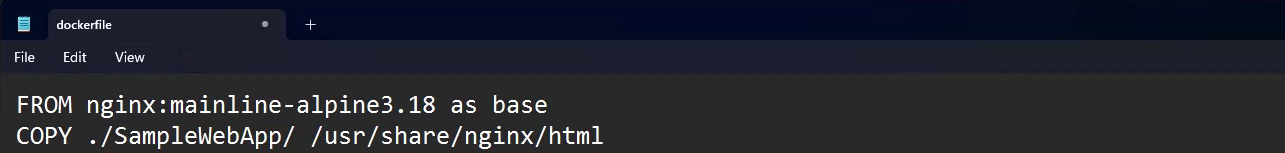 dockerfile
File Edit View
FROM nginx:mainline-alpine3.18 as base
COPY ./SampleWebApp/ /usr/share/nginx/html